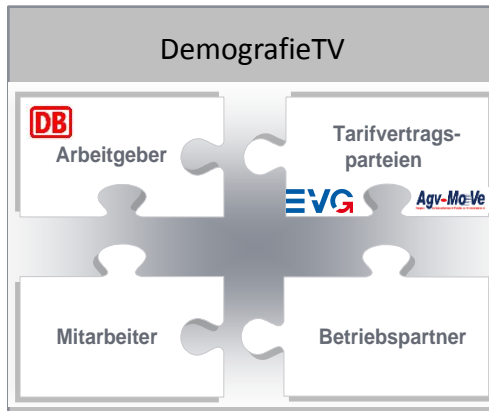 DemografieTV
DB
Arbeitgeber
Tarifvertrags-
parteien
EVG
Agv-MoVe
Mitarbeiter
Betriebspartner